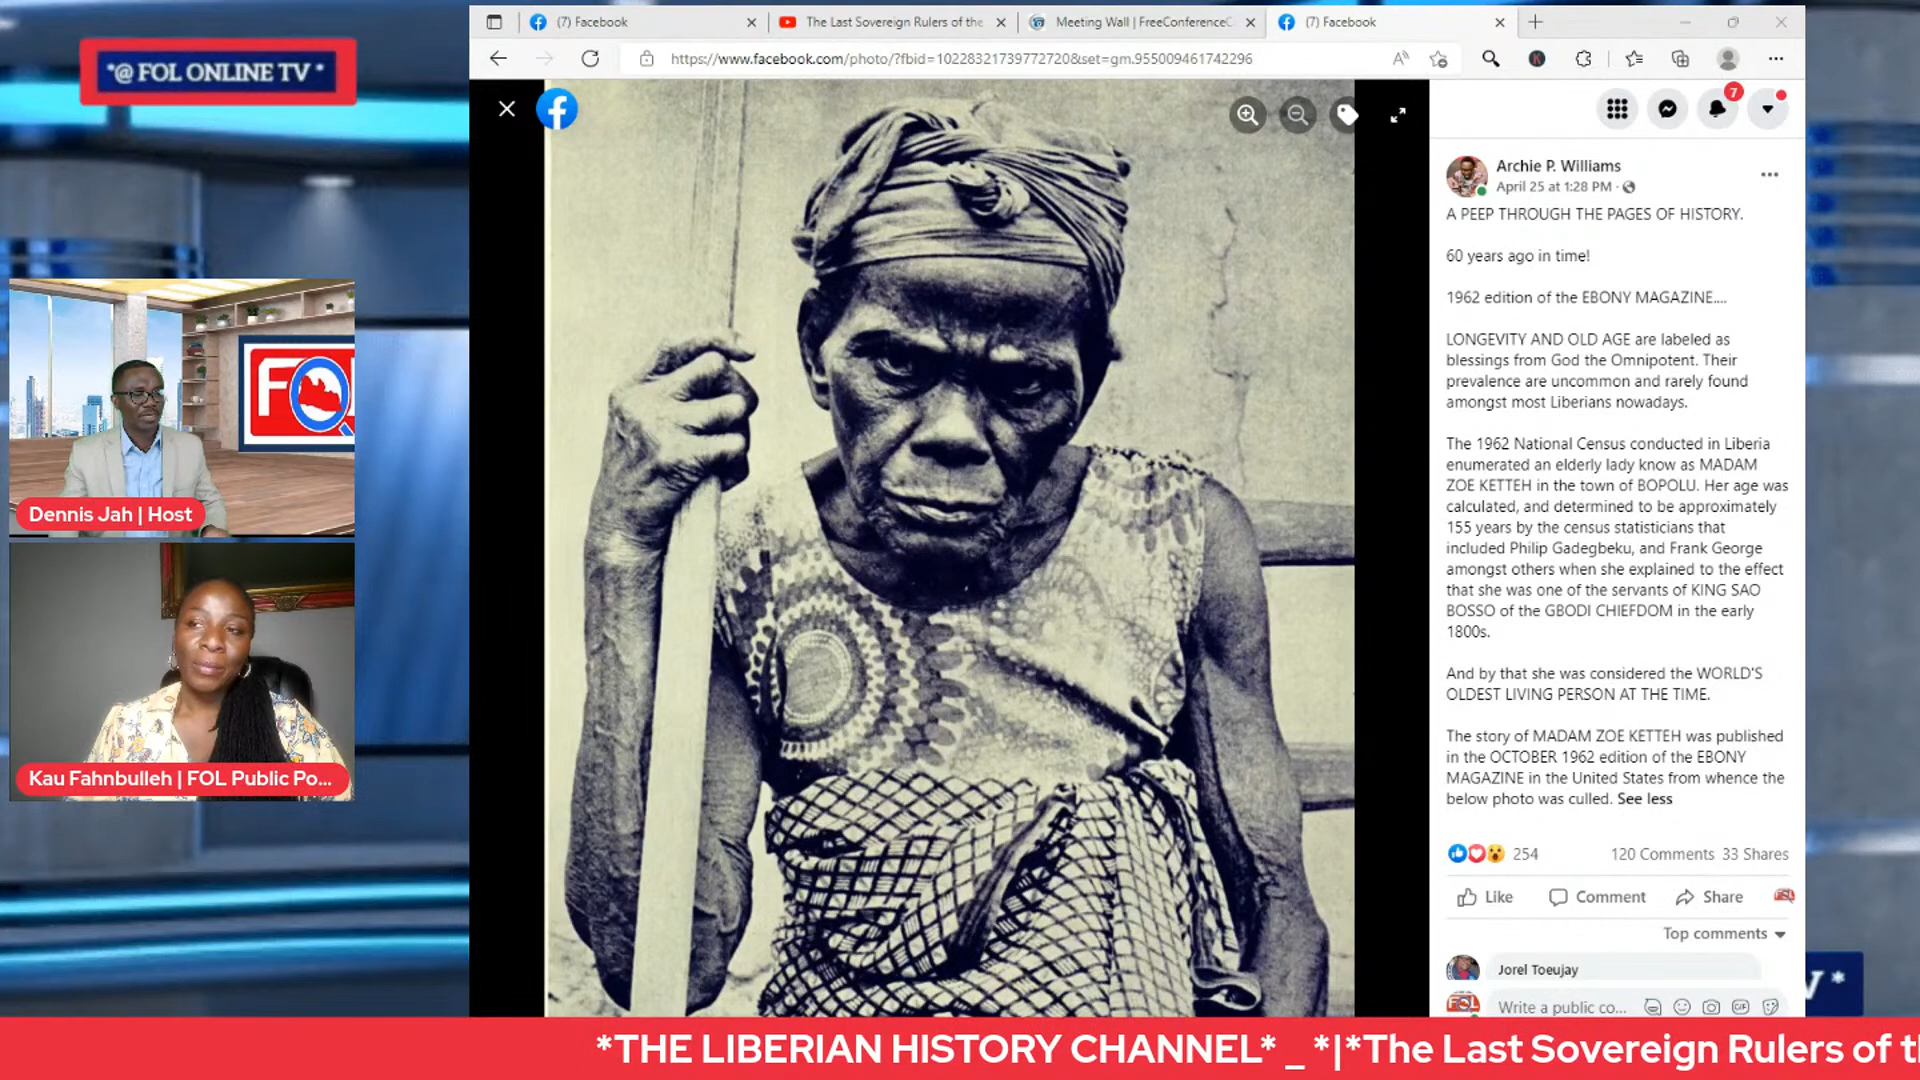 *@ FOL ONLINE TV *
(7) Facebook
The Last Sovereign Rulers of the
Meeting Wall | FreeConferenceC
(7) Facebook
https://www.facebook.com/photo/?fbid=10228321739772720&set=gm.955009461742296
7
Archie P. Williams
April 25 at 1:28 PM ·
A PEEP THROUGH THE PAGES OF HISTORY.
60 years ago in time!
1962 edition of the EBONY MAGAZINE....
LONGEVITY AND OLD AGE are labeled as
blessings from God the Omnipotent. Their
prevalence are uncommon and rarely found
amongst most Liberians nowadays.
The 1962 National Census conducted in Liberia
enumerated an elderly lady know as MADAM
ZOE KETTEH in the town of BOPOLU. Her age was
calculated, and determined to be approximately
155 years by the census statisticians that
included Philip Gadegbeku, and Frank George
amongst others when she explained to the effect
that she was one of the servants of KING SAO
BOSSO of the GBODI CHIEFDOM in the early
1800s.
And by that she was considered the WORLD'S
OLDEST LIVING PERSON AT THE TIME.
The story of MADAM ZOE KETTEH was published
in the OCTOBER 1962 edition of the EBONY
MAGAZINE in the United States from whence the
below photo was culled. See less
254
120 Comments 33 Shares
Like
Comment
Share
Top comments
Jorel Toeujay
Write a public co...
FOL
Dennis Jah | Host
Kau Fahnbulleh | FOL Public Po...
V *
*THE LIBERIAN HISTORY CHANNEL* _ *|*The Last Sovereign Rulers of th